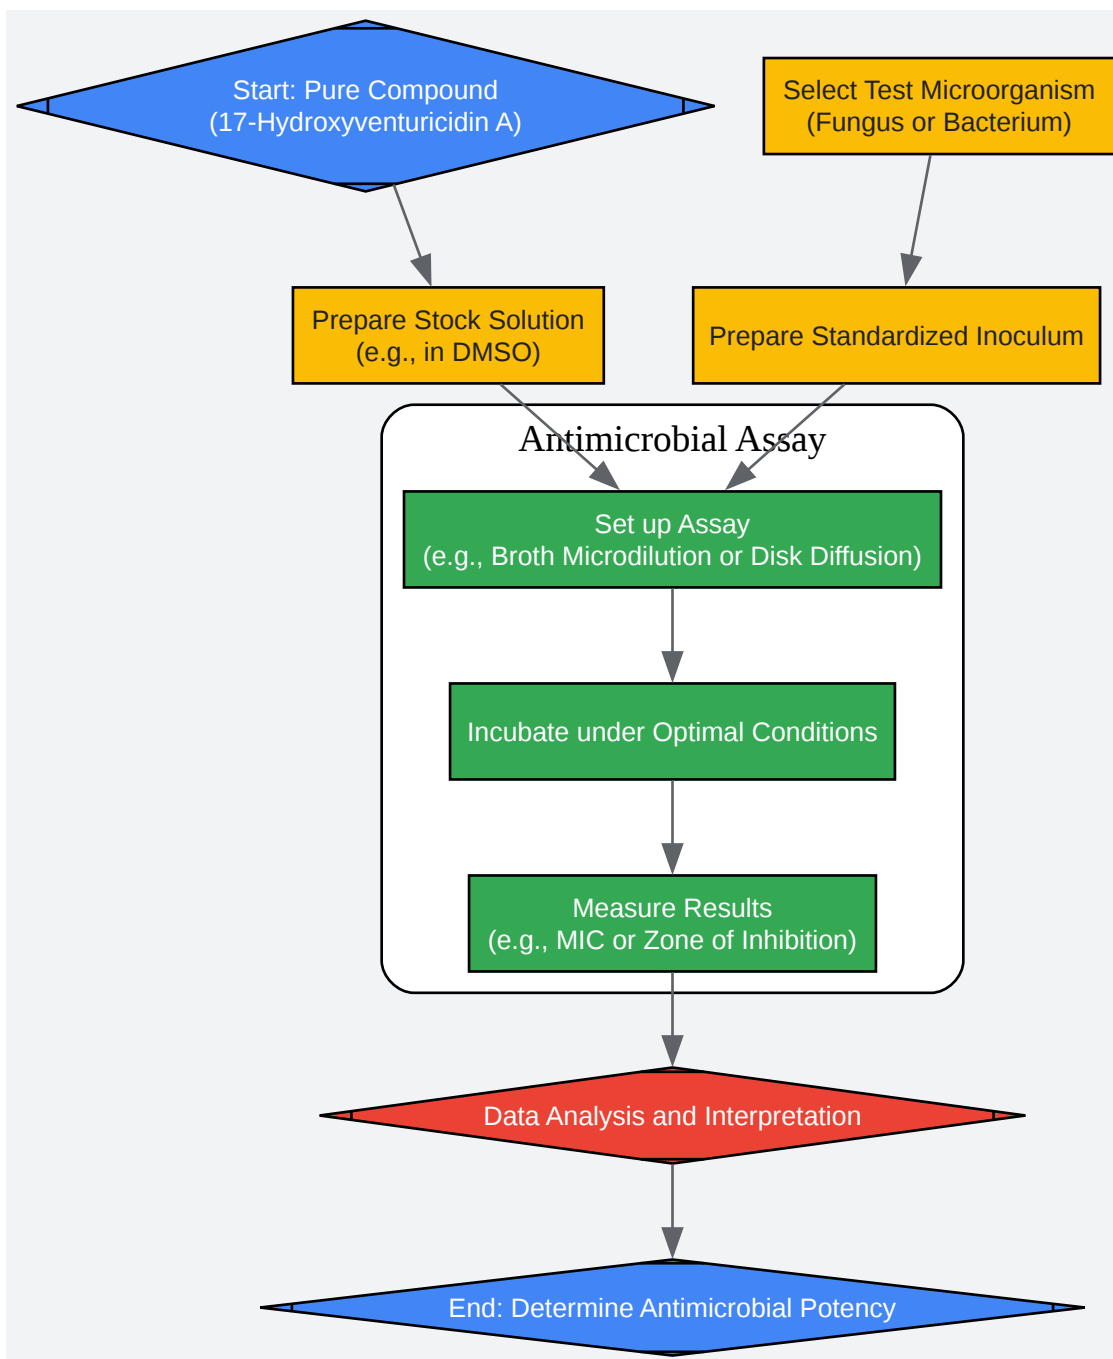 Start: Pure Compound
(17-Hydroxyventuricidin A)
Select Test Microorganism
(Fungus or Bacterium)
Prepare Stock Solution
(e.g., in DMSO)
Prepare Standardized Inoculum
Antimicrobial Assay
Set up Assay
(e.g., Broth Microdilution or Disk Diffusion)
Incubate under Optimal Conditions
Measure Results
(e.g., MIC or Zone of Inhibition)
Data Analysis and Interpretation
End: Determine Antimicrobial Potency